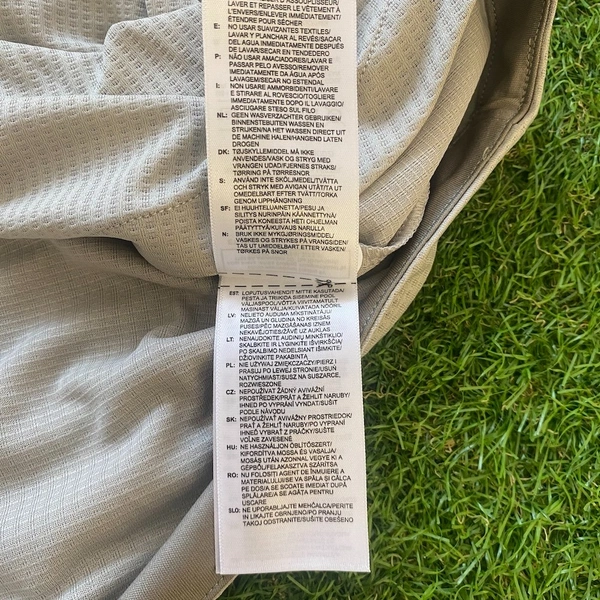 LAVER ET REPASSER LE VÊTEMENT À
L'ENVERS/ENLEVER IMMÉDIATEMENT/
ÉTENDRE POUR SÉCHER
E: NO USAR SUAVIZANTES TEXTILES/
LAVAR Y PLANCHAR AL REVÉS/SACAR
DEL AGUA IMMEDIATAMENTE DESPUÉS
DE LAVAR/SECAR EN TENDEDERO
P: NÃO USAR AMACIADORES/LAVAR E
PASSAR PELO AVESSO/REMOVER
IMEDIATAMENTE DA ÁGUA APÓS
LAVAGEM/SECAR NO ESTENDAL
I: NON USARE AMMORBIDENTI/LAVARE
E STIRARE AL ROVESCIO/TOGLIERE
IMMEDIATAMENTE DOPO IL LAVAGGIO/
ASCIUGARE STESO SUL FILO
NL: GEEN WASVERZACHTER GEBRUIKEN/
BINNENSTEBUITEN WASSEN EN
STRIJKEN/NA HET WASSEN DIRECT UIT
DE MACHINE HALEN/HANGEND LATEN
DROGEN
DK: TØJSKYLLEMIDDEL MÅ IKKE
ANVENDES/VASK OG STRYG MED
VRANGEN UDAD/FJERNES STRAKS/
TØRRING PÅ TØRRESNOR
S: ANVÄND INTE SKÖLJMEDEL/TVÄTTA
OCH STRYK MED AVIGAN UTÅT/TA UT
OMEDELBART EFTER TVÄTT/TORKA
GENOM UPPHÄNGNING
SF: EI HUUHTELUAINETTA/PESU JA
SILITYS NURINPÄIN KÄÄNNETTYNÄ/
POISTA KONEESTA HETI OHJELMAN
PÄÄTYTTYÄ/KUIVAUS NARULLA
N: BRUK IKKE MYKGJØRINGSMIDDEL/
VASKES OG STRYKES PÅ VRANGSIDEN/
TAS UT UMIDDELBART ETTER VASKEN/
TØRKES PÅ SNOR
EST: LOPUTUSVAHENDIT MITTE KASUTADA/
PESTA JA TRIIKIDA SISEMINE POOL
VÄLJASPOOL/VÕTTA VIIVITAMATULT
MASINAST VÄLJA/KUIVATADA NÖÖRIL
LV: NELIETO AUDUMA MĪKSTINĀTĀJU/
MAZGĀ UN GLUDINA NO KREISĀS
PUSES/PĒC MAZGĀŠANAS IZŅEM
NEKAVĒJOTIES/ŽĀVĒ UZ AUKLAS
LT: NENAUDOKITE AUDINIŲ MINKŠTIKLIO/
SKALBKITE IR LYGINKITE IŠVIRKŠČIĄ/
PO SKALBIMO NEDELSIANT IŠIMKITE/
DŽIOVINKITE PAKABINTĄ
PL: NIE UŻYWAJ ZMIĘKCZACZY/PIERZ I
PRASUJ PO LEWEJ STRONIE/USUŃ
NATYCHMIAST/SUSZ NA SUSZARCE,
ROZWIESZONE
CZ: NEPOUŽÍVAT ŽÁDNÝ AVIVÁŽNÍ
PROSTŘEDEK/PRÁT A ŽEHLIT NARUBY/
IHNED PO VYPRÁNÍ VYNDAT/SUŠIT
PODLE NÁVODU
SK: NEPOUŽÍVAŤ AVIVÁŽNY PROSTRIEDOK/
PRAŤ A ŽEHLIŤ NARUBY/PO VYPRANÍ
IHNEĎ VYBRAŤ Z PRÁČKY/SUŠTE
VOĽNE ZAVESENÉ
HU: NE HASZNÁLJON ÖBLÍTŐSZERT/
KIFORDÍTVA MOSSA ÉS VASALJA/
MOSÁS UTÁN AZONNAL VEGYE KI A
GÉPBŐL/FELAKASZTVA SZÁRÍTSA
RO: NU FOLOSIȚI AGENT DE ÎNMUIERE A
MATERIALULUI/SE VA SPĂLA ȘI CĂLCA
PE DOS/A SE SCOATE IMEDIAT DUPĂ
SPĂLARE/A SE AGĂȚA PENTRU
USCARE
SLO: NE UPORABLJAJTE MEHČALCA/PERITE
IN LIKAJTE OBRNJENO/PO PRANJU
TAKOJ ODSTRANITE/SUŠITE OBEŠENO